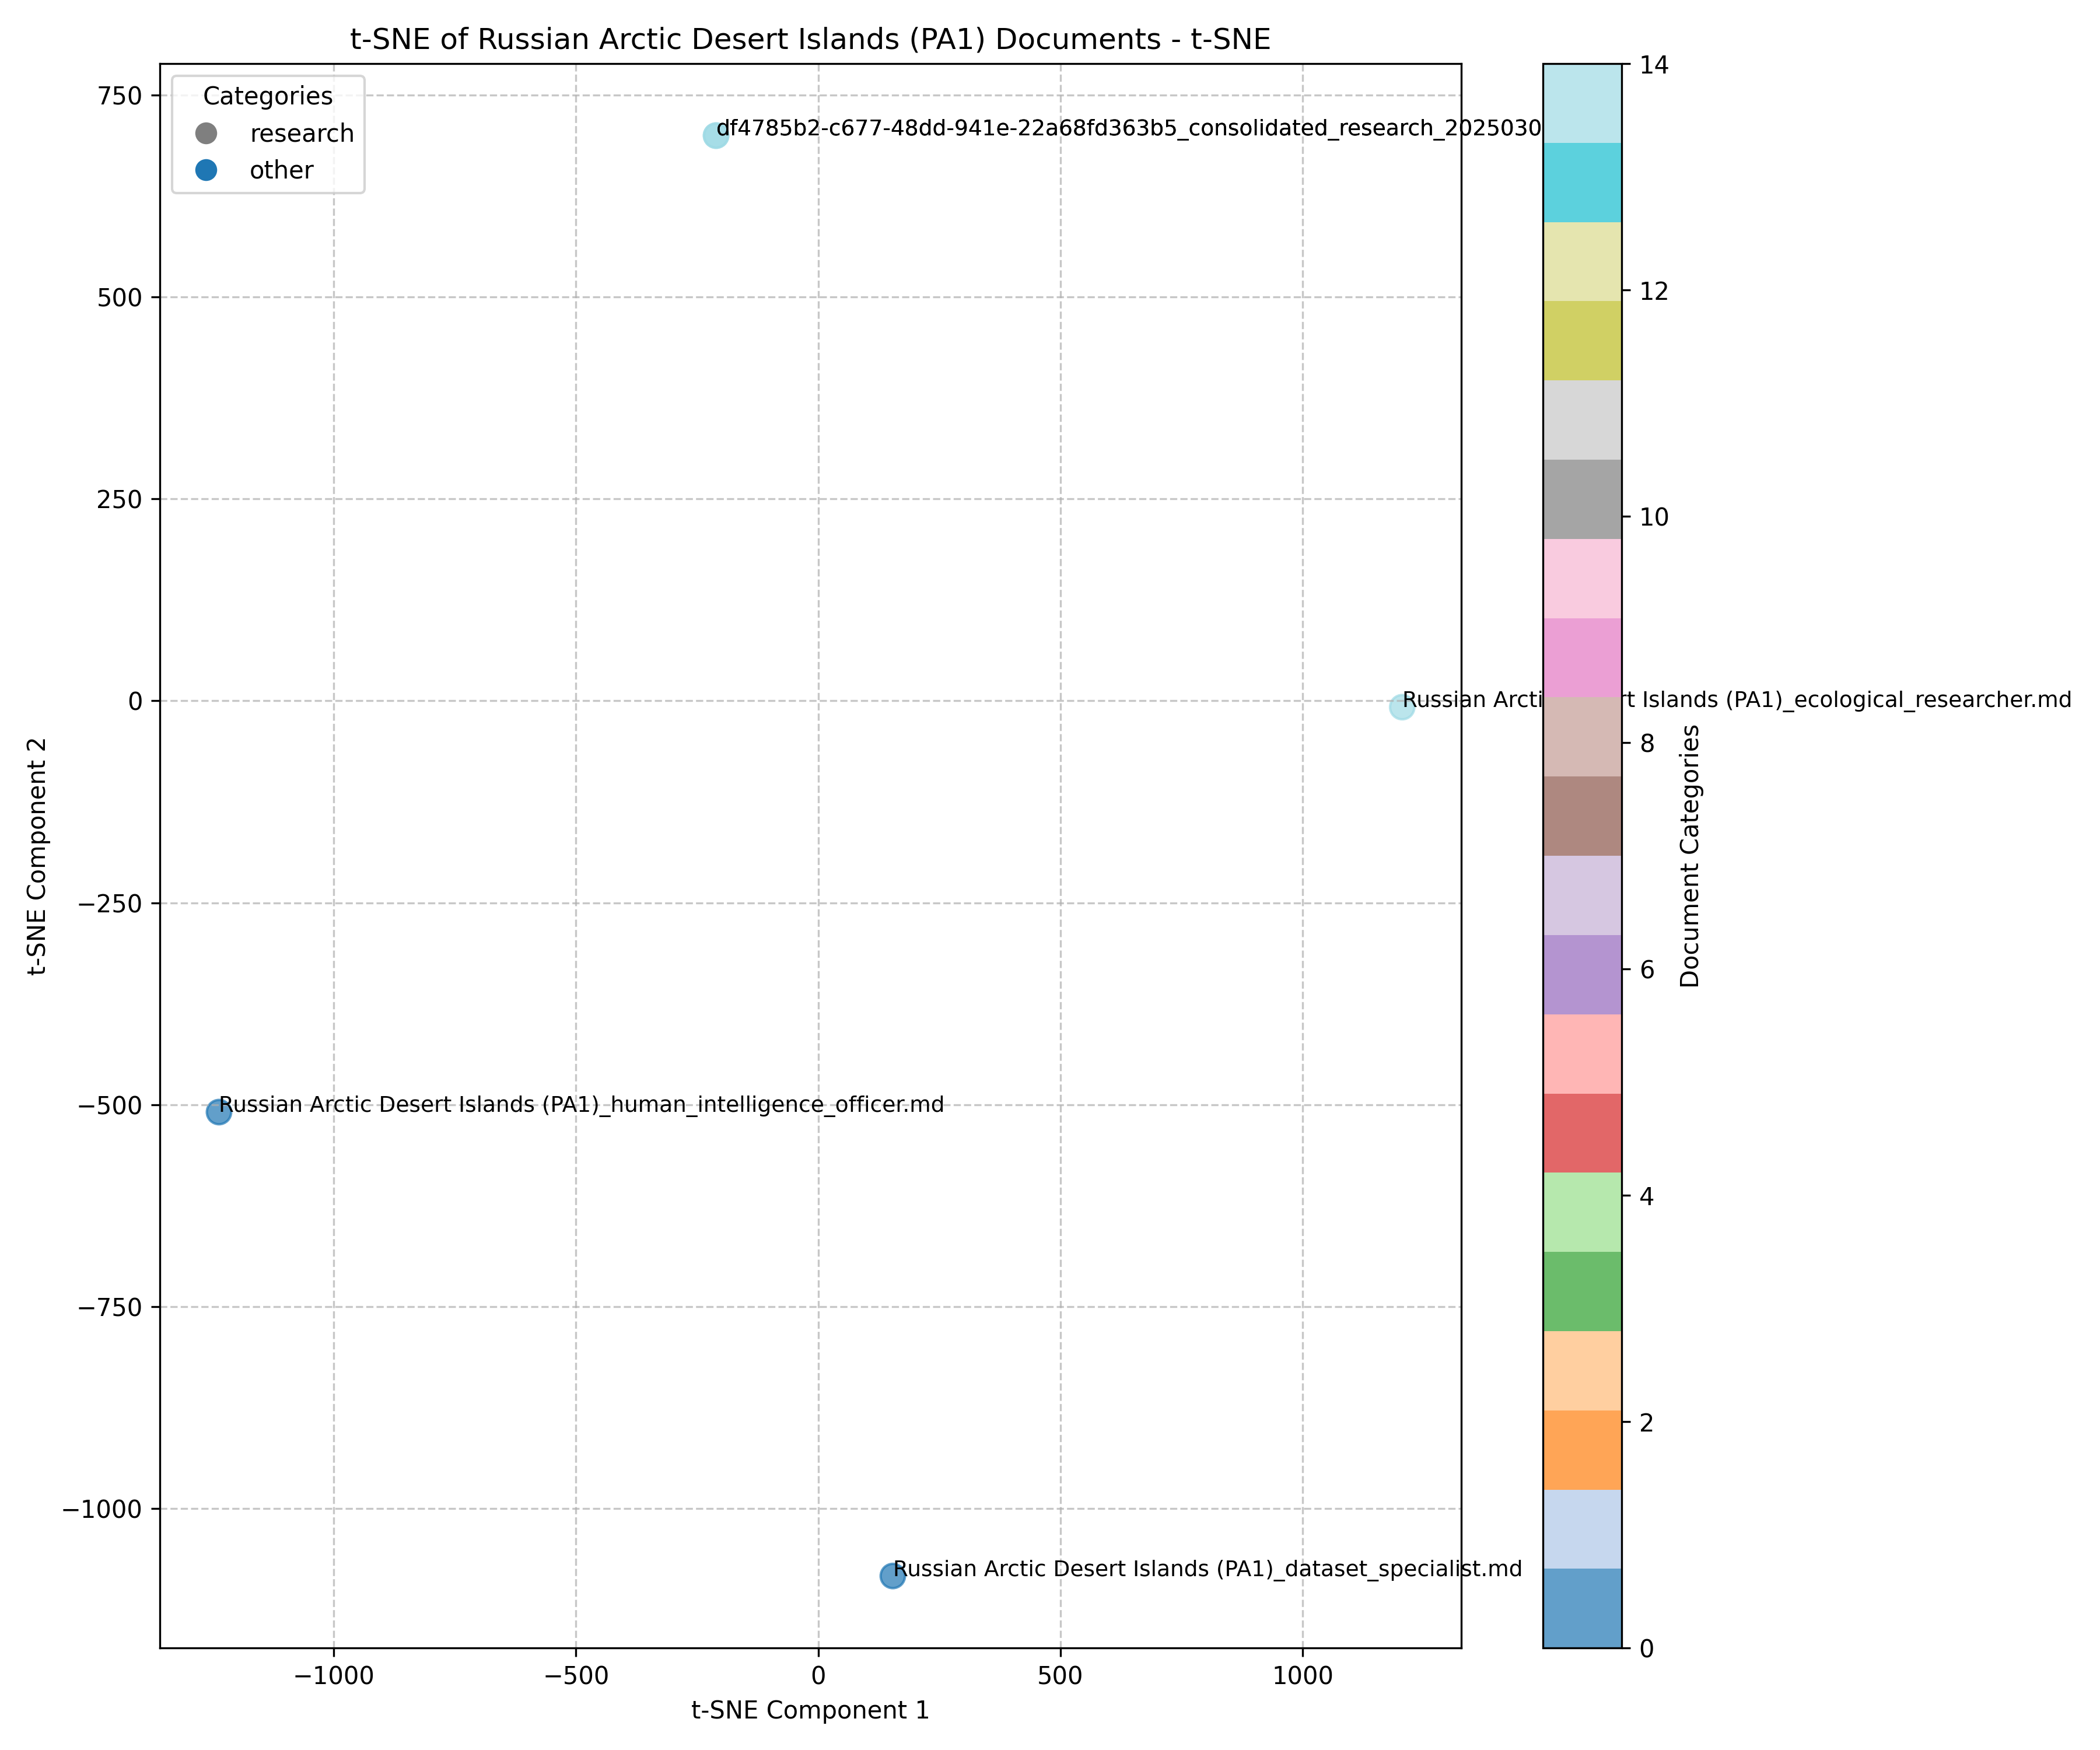 t-SNE of Russian Arctic Desert Islands (PA1) Documents - t-SNE
Categories
research
other
750
500
250
0
−250
−500
−750
−1000
t-SNE Component 2
df4785b2-c677-48dd-941e-22a68fd363b5_consolidated_research_2025030
Russian Arcti rt Islands (PA1)_ecological_researcher.md
Russian Arctic Desert Islands (PA1)_human_intelligence_officer.md
Russian Arctic Desert Islands (PA1)_dataset_specialist.md
−1000
−500
0
500
1000
t-SNE Component 1
14
12
10
8
6
4
2
0
Document Categories